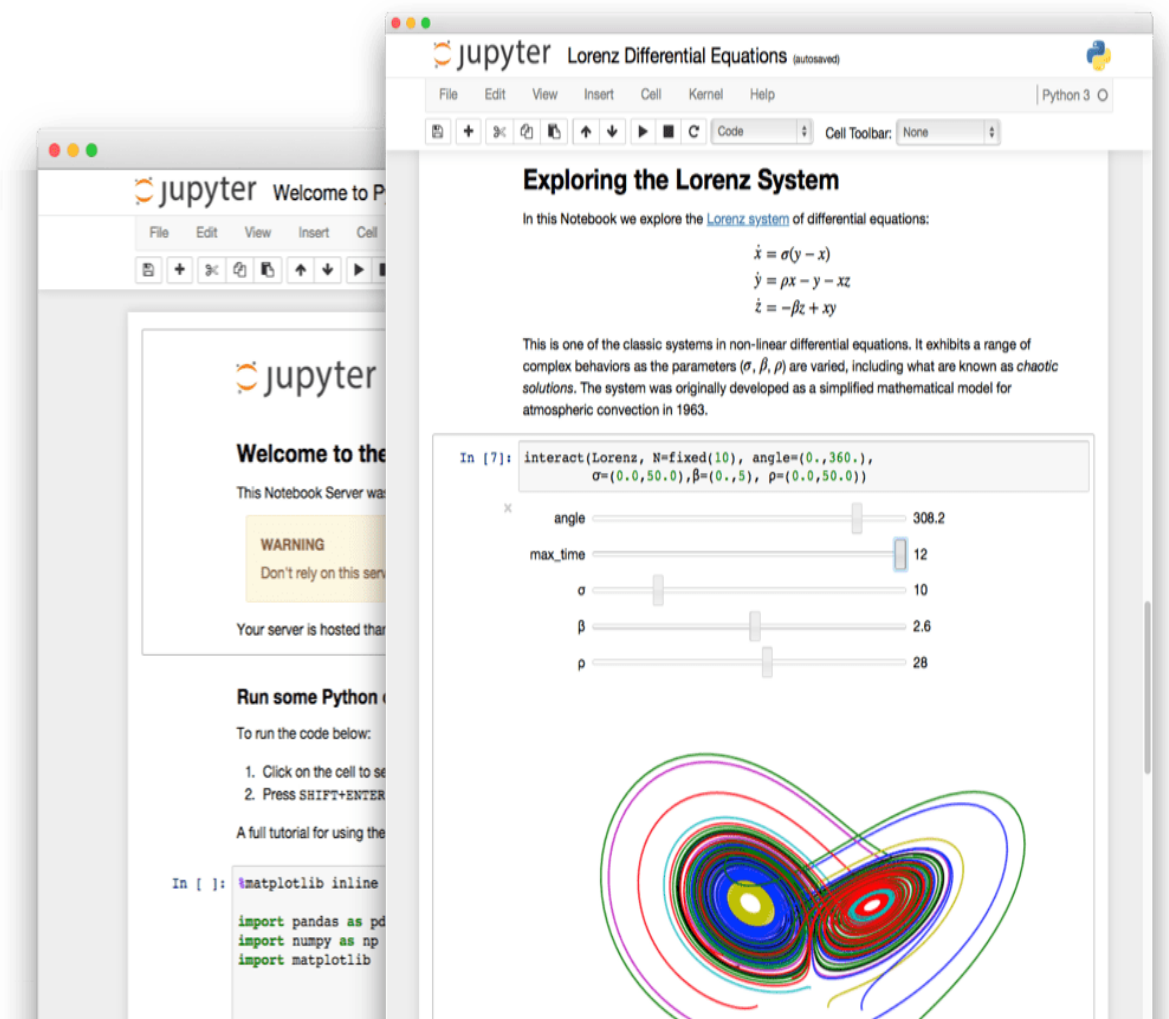 jupyter Lorenz Differential Equations (autosaved)
File Edit View Insert Cell Kernel Help Python 3
Code Cell Toolbar: None
Exploring the Lorenz System
In this Notebook we explore the Lorenz system of differential equations:
ẋ = σ(y − x)
ẏ = ρx − y − xz
ż = −βz + xy
This is one of the classic systems in non-linear differential equations. It exhibits a range of
complex behaviors as the parameters (σ, β, ρ) are varied, including what are known as chaotic
solutions. The system was originally developed as a simplified mathematical model for
atmospheric convection in 1963.
In [7]: interact(Lorenz, N=fixed(10), angle=(0.,360.),
σ=(0.0,50.0),β=(0.,5), ρ=(0.0,50.0))
x
angle 308.2
max_time 12
σ 10
β 2.6
ρ 28
jupyter Welcome to P
File Edit View Insert Cell
jupyter
Welcome to the
This Notebook Server was
WARNING
Don't rely on this serv
Your server is hosted than
Run some Python
To run the code below:
1. Click on the cell to se
2. Press SHIFT+ENTER
A full tutorial for using the
In [ ]: %matplotlib inline
import pandas as pd
import numpy as np
import matplotlib